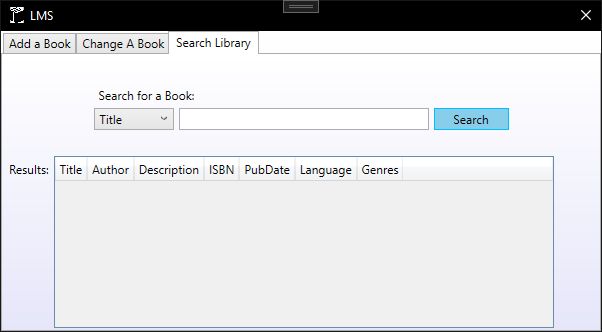 LMS
Add a Book Change A Book Search Library
Search for a Book:
Title Search
Results: Title Author Description ISBN PubDate Language Genres